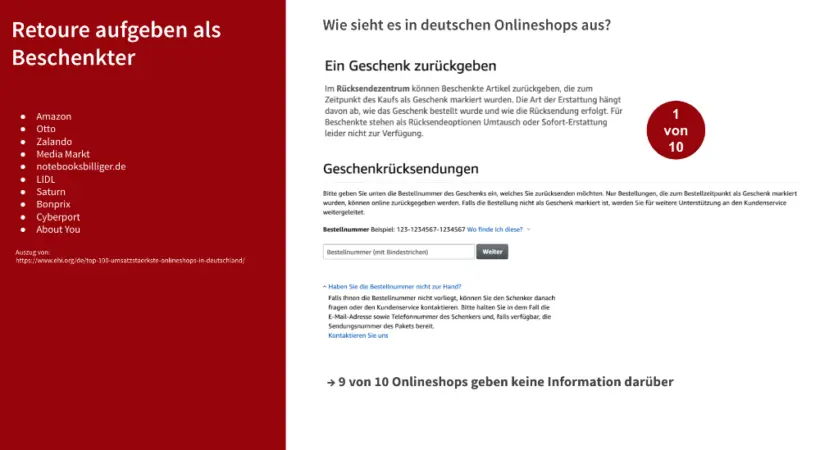 Retoure aufgeben als
Beschenkter
● Amazon
● Otto
● Zalando
● Media Markt
● notebooksbilliger.de
● LIDL
● Saturn
● Bonprix
● Cyberport
● About You
Auszug von:
https://www.ehi.org/de/top-100-umsatzstaerkste-onlineshops-in-deutschland/
Wie sieht es in deutschen Onlineshops aus?
Ein Geschenk zurückgeben
Im Rücksendezentrum können Beschenkte Artikel zurückgeben, die zum
Zeitpunkt des Kaufs als Geschenk markiert wurden. Die Art der Erstattung hängt
davon ab, wie das Geschenk bestellt wurde und wie die Rücksendung erfolgt. Für
Beschenkte stehen als Rücksendeoptionen Umtausch oder Sofort-Erstattung
leider nicht zur Verfügung.
1
von
10
Geschenkrücksendungen
Bitte geben Sie unten die Bestellnummer des Geschenks ein, welches Sie zurücksenden möchten. Nur Bestellungen, die zum Bestellzeitpunkt als Geschenk markiert
wurden, können online zurückgegeben werden. Falls die Bestellung nicht als Geschenk markiert ist, werden Sie für weitere Unterstützung an den Kundenservice
weitergeleitet.
Bestellnummer Beispiel: 123-1234567-1234567 Wo finde ich diese?
Bestellnummer (mit Bindestrichen) Weiter
Haben Sie die Bestellnummer nicht zur Hand?
Falls Ihnen die Bestellnummer nicht vorliegt, können Sie den Schenker danach
fragen oder den Kundenservice kontaktieren. Bitte halten Sie in dem Fall die
E-Mail-Adresse sowie Telefonnummer des Schenkers und, falls verfügbar, die
Sendungsnummer des Pakets bereit.
Kontaktieren Sie uns
→ 9 von 10 Onlineshops geben keine Information darüber